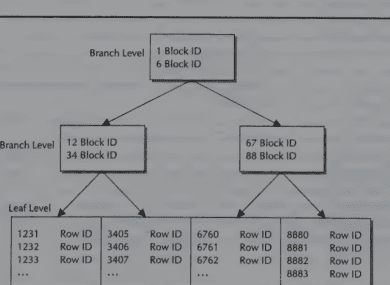 Branch Level
1 Block ID
6 Block ID
Branch Level
12 Block ID
34 Block ID
67 Block ID
88 Block ID
Leaf Level
1231 Row ID 3405 Row ID 6760 Row ID 8880 Row ID
1232 Row ID 3406 Row ID 6761 Row ID 8881 Row ID
1233 Row ID 3407 Row ID 6762 Row ID 8882 Row ID
... ... ... 8883 Row ID